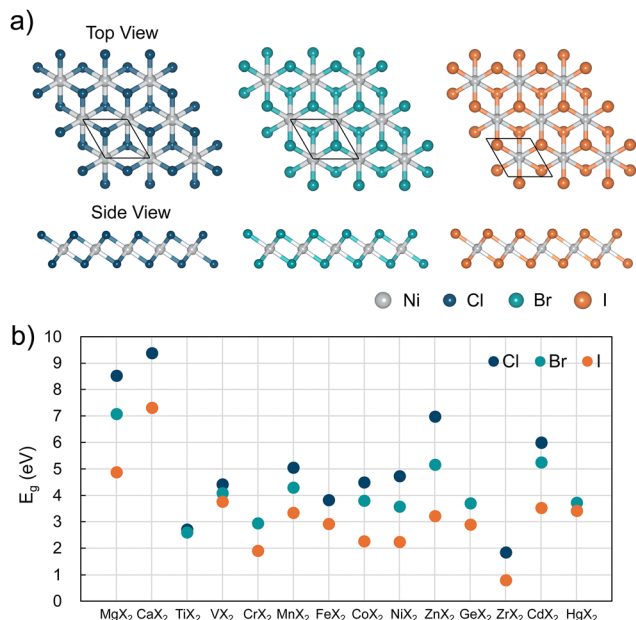 a)
Top View
Side View
Ni Cl Br I
b)
Cl Br I
10
9
8
7
6
5
4
3
2
1
0
E_g (eV)
MgX₂ CaX₂ TiX₂ VX₂ CrX₂ MnX₂ FeX₂ CoX₂ NiX₂ ZnX₂ GeX₂ ZrX₂ CdX₂ HgX₂